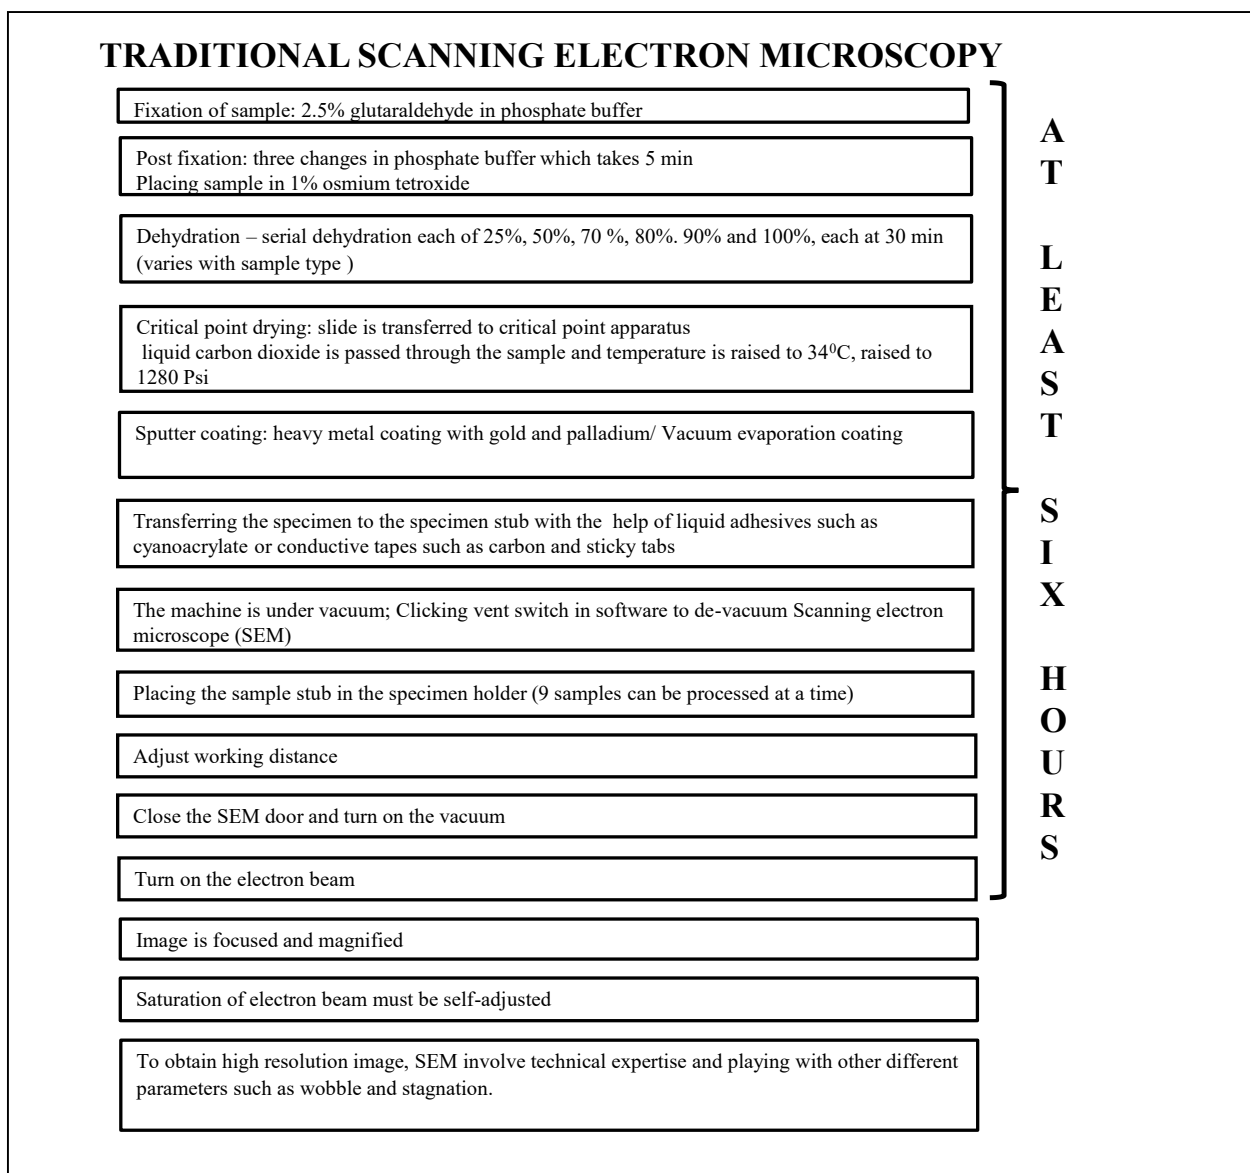 TRADITIONAL SCANNING ELECTRON MICROSCOPY
Fixation of sample: 2.5% glutaraldehyde in phosphate buffer
Post fixation: three changes in phosphate buffer which takes 5 min
Placing sample in 1% osmium tetroxide
Dehydration – serial dehydration each of 25%, 50%, 70 %, 80%. 90% and 100%, each at 30 min
(varies with sample type )
Critical point drying: slide is transferred to critical point apparatus
liquid carbon dioxide is passed through the sample and temperature is raised to 34⁰C, raised to
1280 Psi
Sputter coating: heavy metal coating with gold and palladium/ Vacuum evaporation coating
Transferring the specimen to the specimen stub with the help of liquid adhesives such as
cyanoacrylate or conductive tapes such as carbon and sticky tabs
The machine is under vacuum; Clicking vent switch in software to de-vacuum Scanning electron
microscope (SEM)
Placing the sample stub in the specimen holder (9 samples can be processed at a time)
Adjust working distance
Close the SEM door and turn on the vacuum
Turn on the electron beam
Image is focused and magnified
Saturation of electron beam must be self-adjusted
To obtain high resolution image, SEM involve technical expertise and playing with other different
parameters such as wobble and stagnation.
AT LEAST SIX HOURS